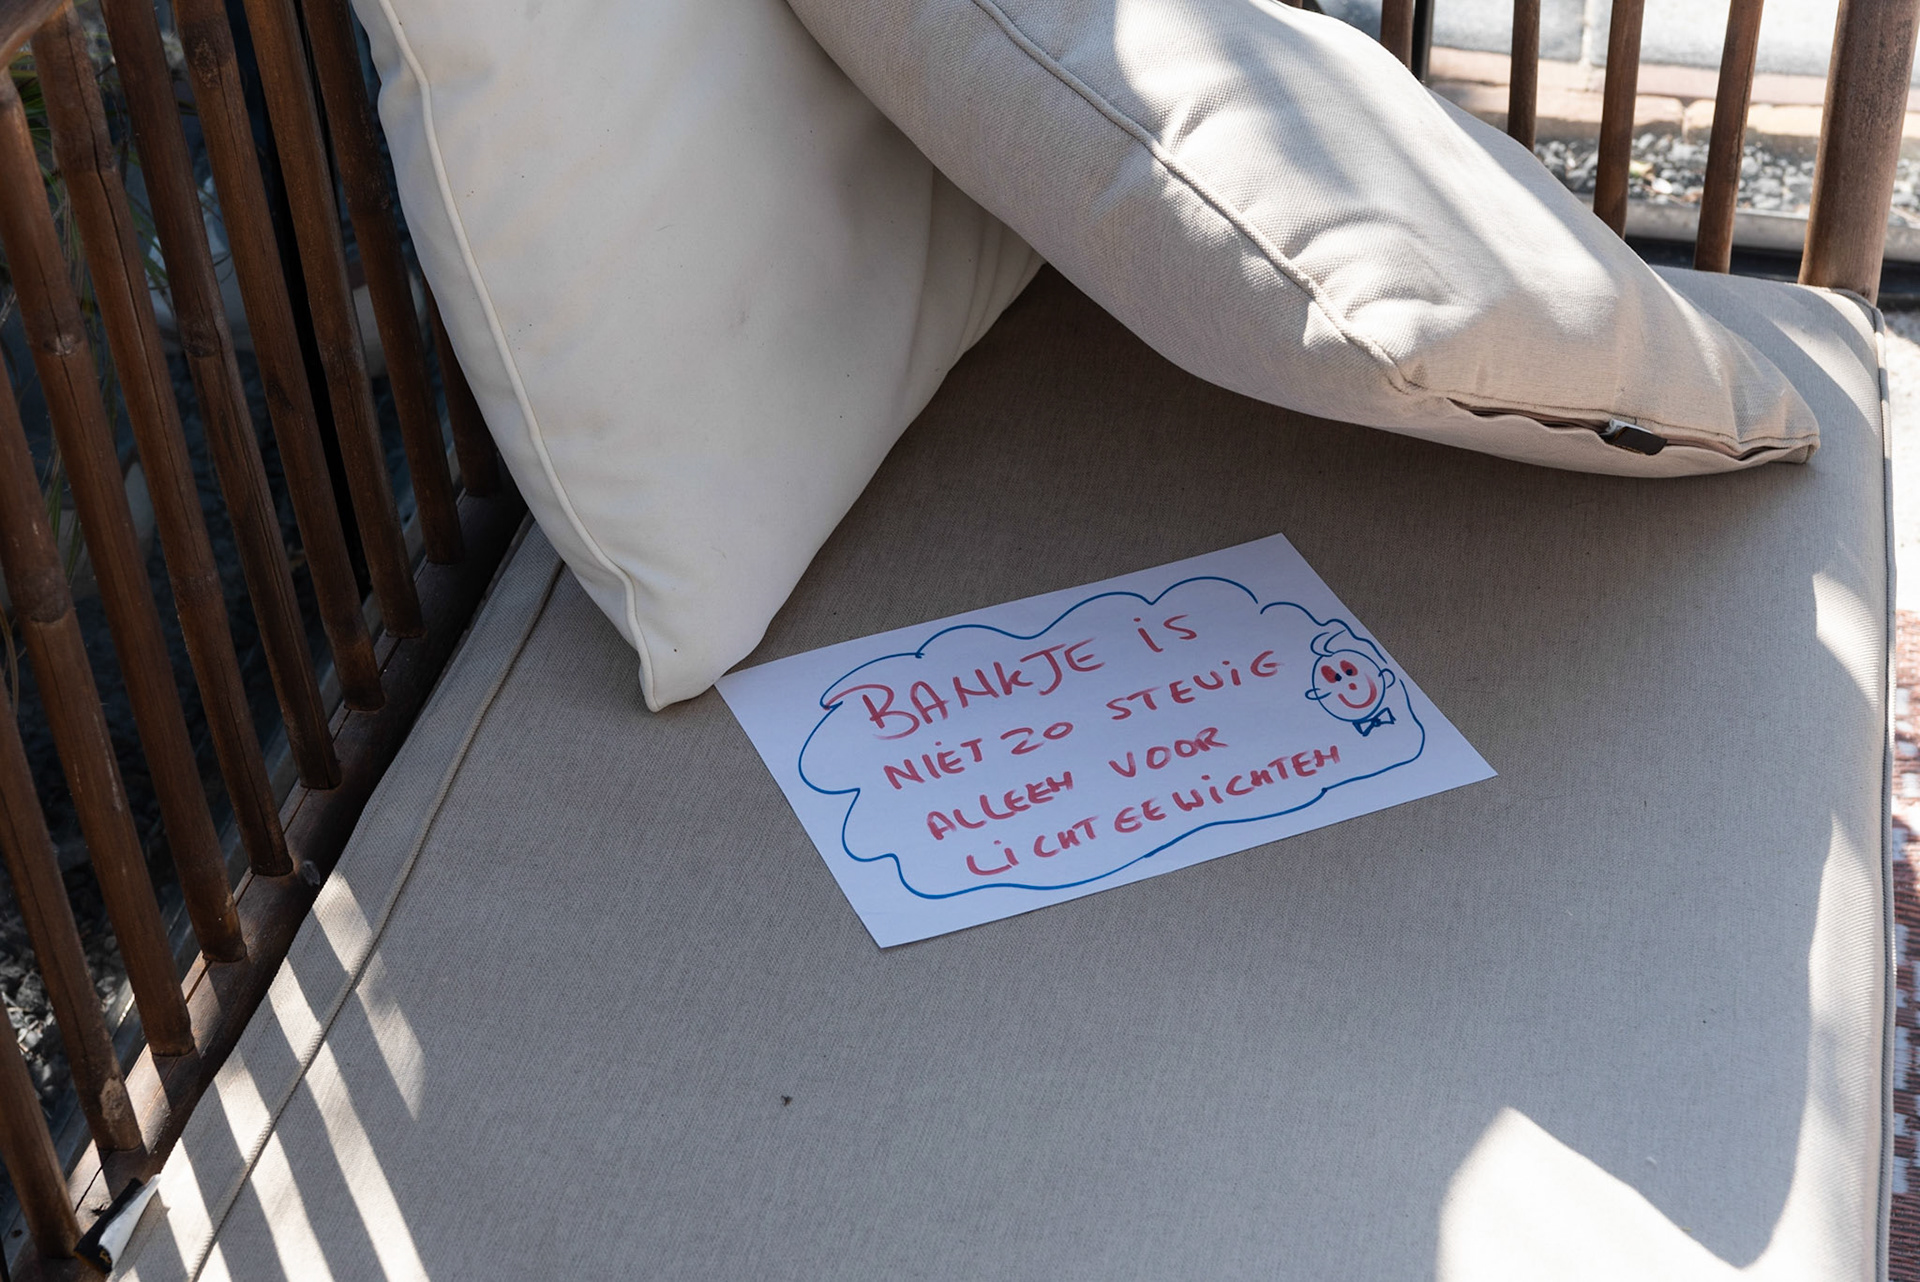 BANKJE iS
NiET ZO STEViG
ALLEEN VOOR
LiCHTGEWiCHTEN